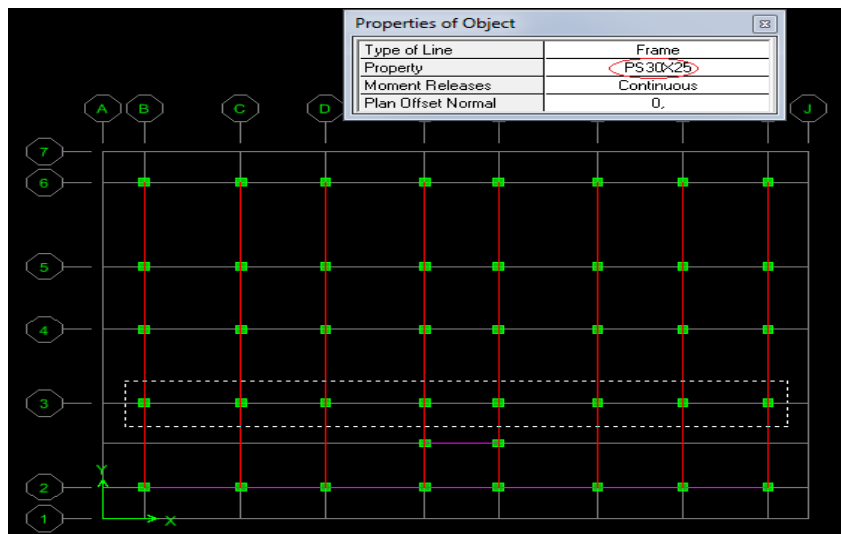 Properties of Object
Type of Line Frame
Property PS30X25
Moment Releases Continuous
Plan Offset Normal 0,
A B C D J
7
6
5
4
3
Y
2
X
1